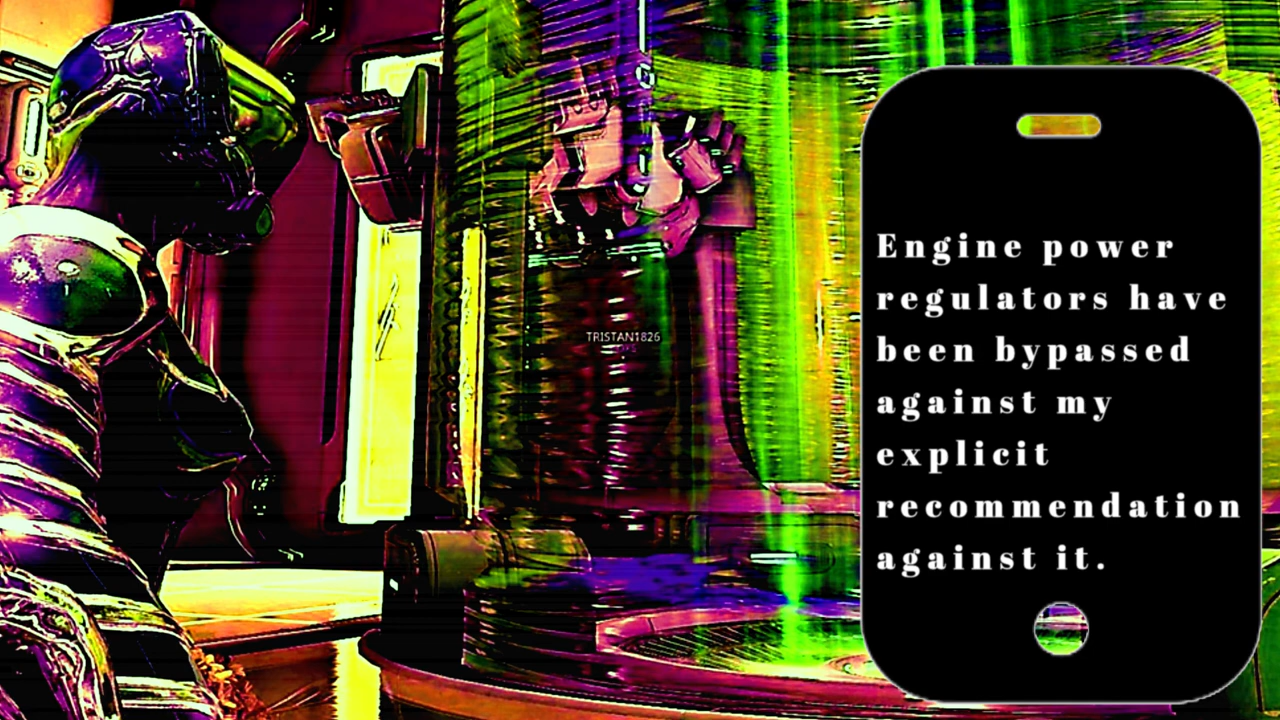 TRISTAN1826
Engine power
regulators have
been bypassed
against my
explicit
recommendation
against it.